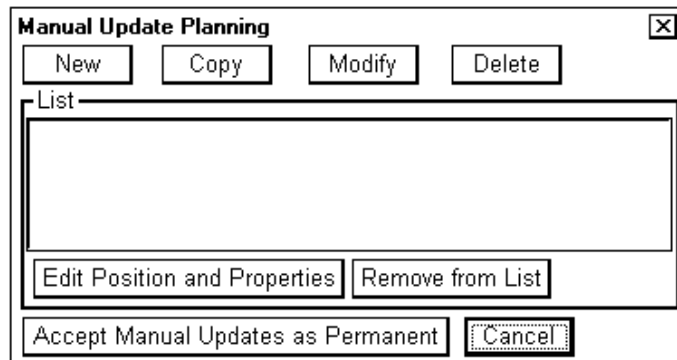 Manual Update Planning
New Copy Modify Delete
List
Edit Position and Properties Remove from List
Accept Manual Updates as Permanent Cancel